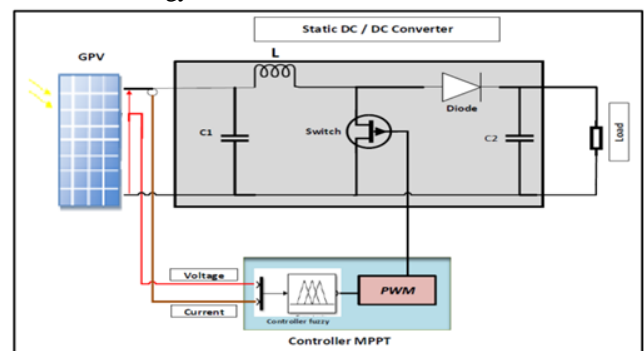 Static DC / DC Converter
GPV
L
C1
Switch
Diode
C2
Load
Voltage
Current
PWM
Controller fuzzy
Controller MPPT